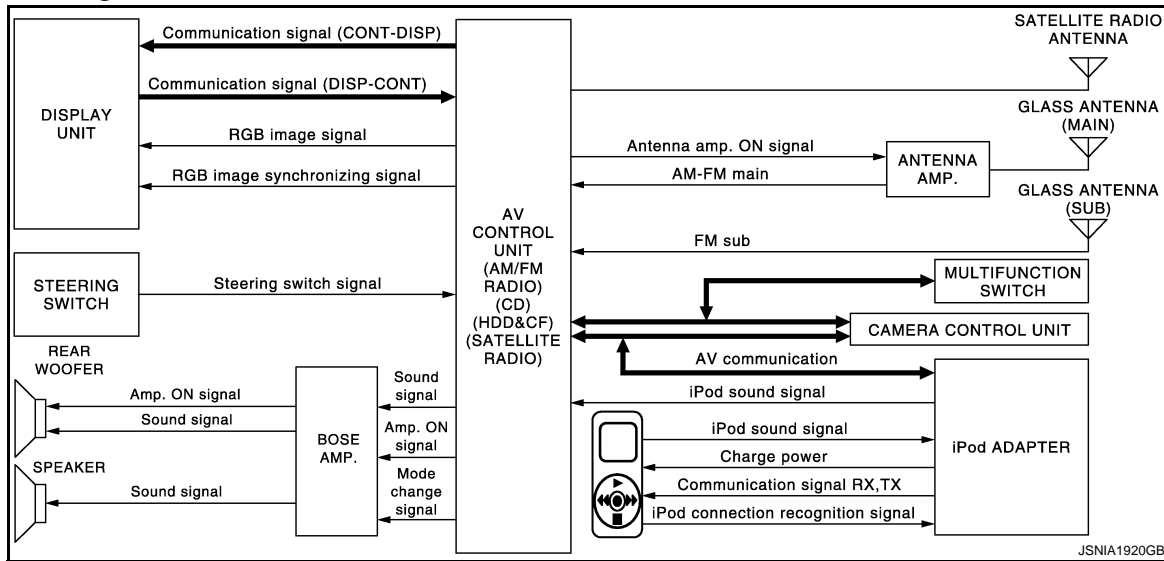 Communication signal (CONT-DISP)
Communication signal (DISP-CONT)
DISPLAY
UNIT
RGB image signal
RGB image synchronizing signal
STEERING
SWITCH
Steering switch signal
REAR
WOOFER
Amp. ON signal
Sound signal
SPEAKER
Sound signal
BOSE
AMP.
Sound
signal
Amp. ON
signal
Mode
change
signal
AV
CONTROL
UNIT
(AM/FM
RADIO)
(CD)
(HDD&CF)
(SATELLITE
RADIO)
SATELLITE RADIO
ANTENNA
GLASS ANTENNA
(MAIN)
Antenna amp. ON signal
AM-FM main
ANTENNA
AMP.
GLASS ANTENNA
(SUB)
FM sub
MULTIFUNCTION
SWITCH
CAMERA CONTROL UNIT
AV communication
iPod sound signal
iPod sound signal
Charge power
Communication signal RX,TX
iPod connection recognition signal
iPod ADAPTER
JSNIA1920GB